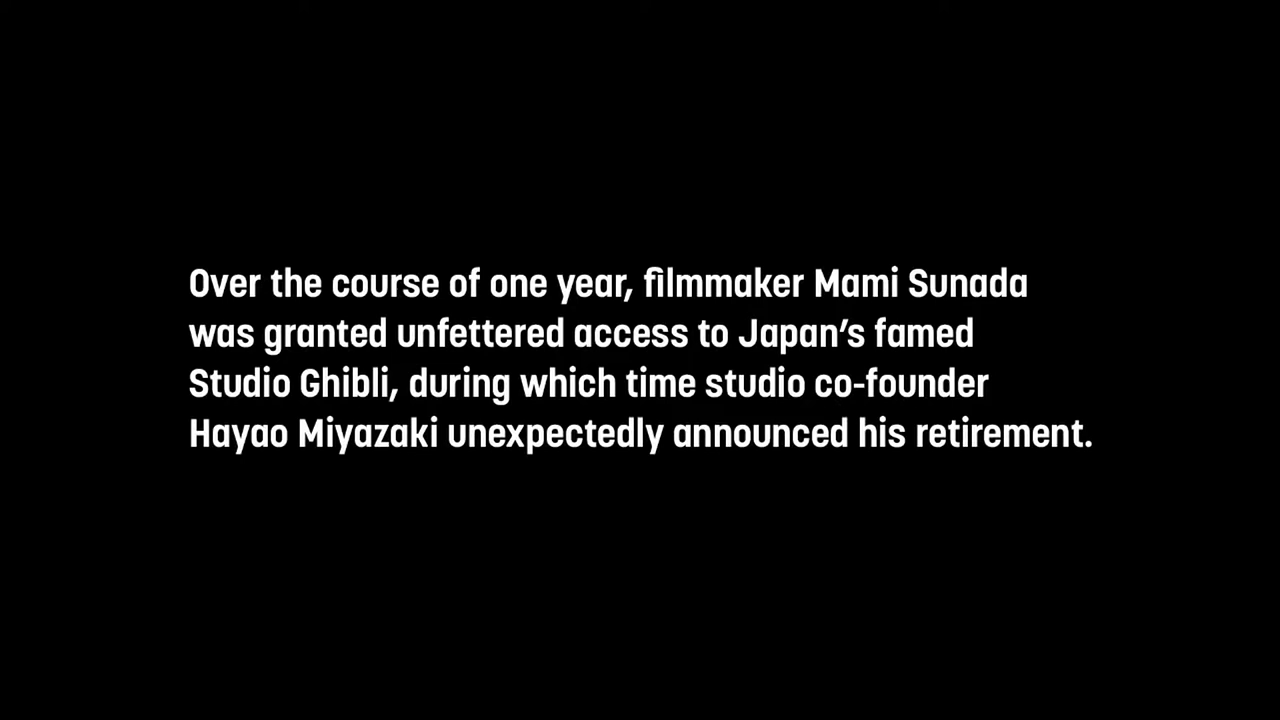 Over the course of one year, filmmaker Mami Sunada
was granted unfettered access to Japan’s famed
Studio Ghibli, during which time studio co-founder
Hayao Miyazaki unexpectedly announced his retirement.